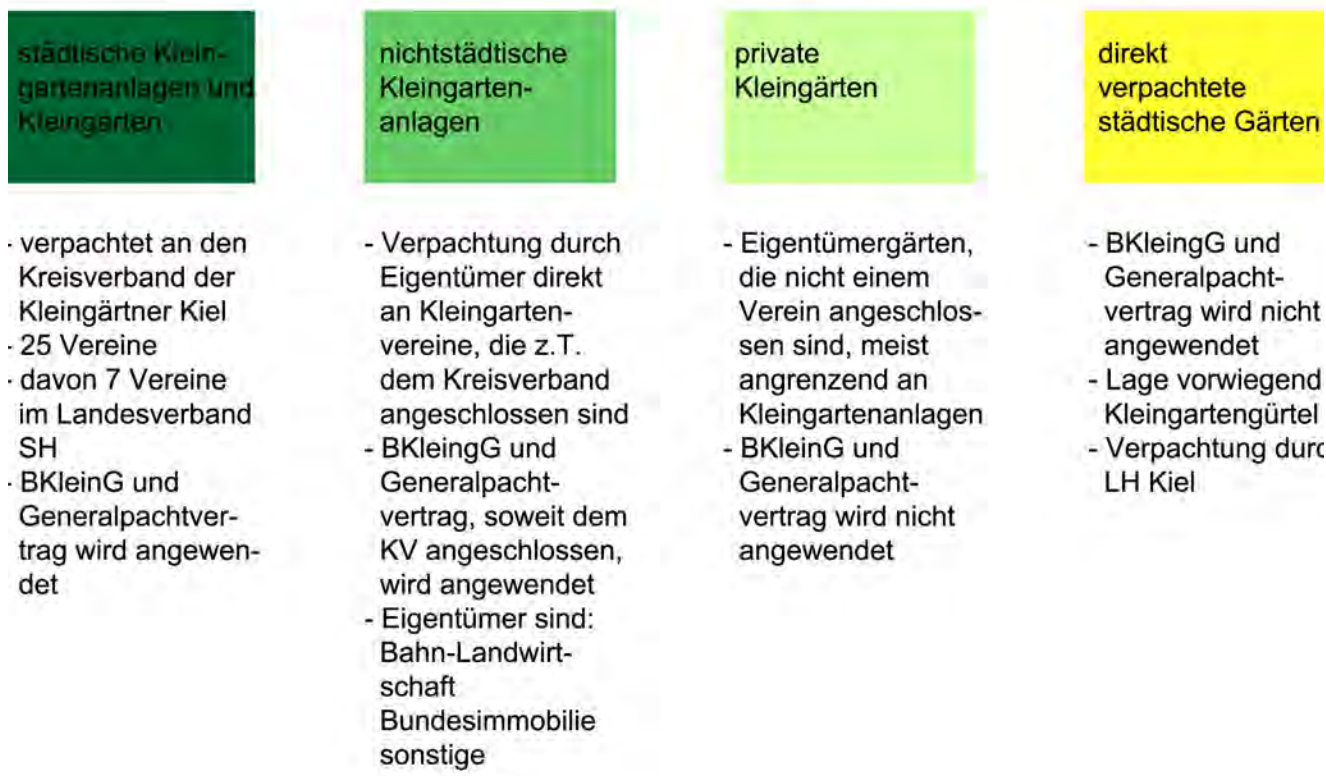 städtische Klein-
gartenanlagen und
Kleingärten
- verpachtet an den
Kreisverband der
Kleingärtner Kiel
- 25 Vereine
- davon 7 Vereine
im Landesverband
SH
- BKleinG und
Generalpachtver-
trag wird angewen-
det
nichtstädtische
Kleingarten-
anlagen
- Verpachtung durch
Eigentümer direkt
an Kleingarten-
vereine, die z.T.
dem Kreisverband
angeschlossen sind
- BKleingG und
Generalpacht-
vertrag, soweit dem
KV angeschlossen,
wird angewendet
- Eigentümer sind:
Bahn-Landwirt-
schaft
Bundesimmobilie
sonstige
private
Kleingärten
- Eigentümergärten,
die nicht einem
Verein angeschlos-
sen sind, meist
angrenzend an
Kleingartenanlagen
- BKleinG und
Generalpacht-
vertrag wird nicht
angewendet
direkt
verpachtete
städtische Gärten
- BKleingG und
Generalpacht-
vertrag wird nicht
angewendet
- Lage vorwiegend
Kleingartengürtel
- Verpachtung
LH Kiel